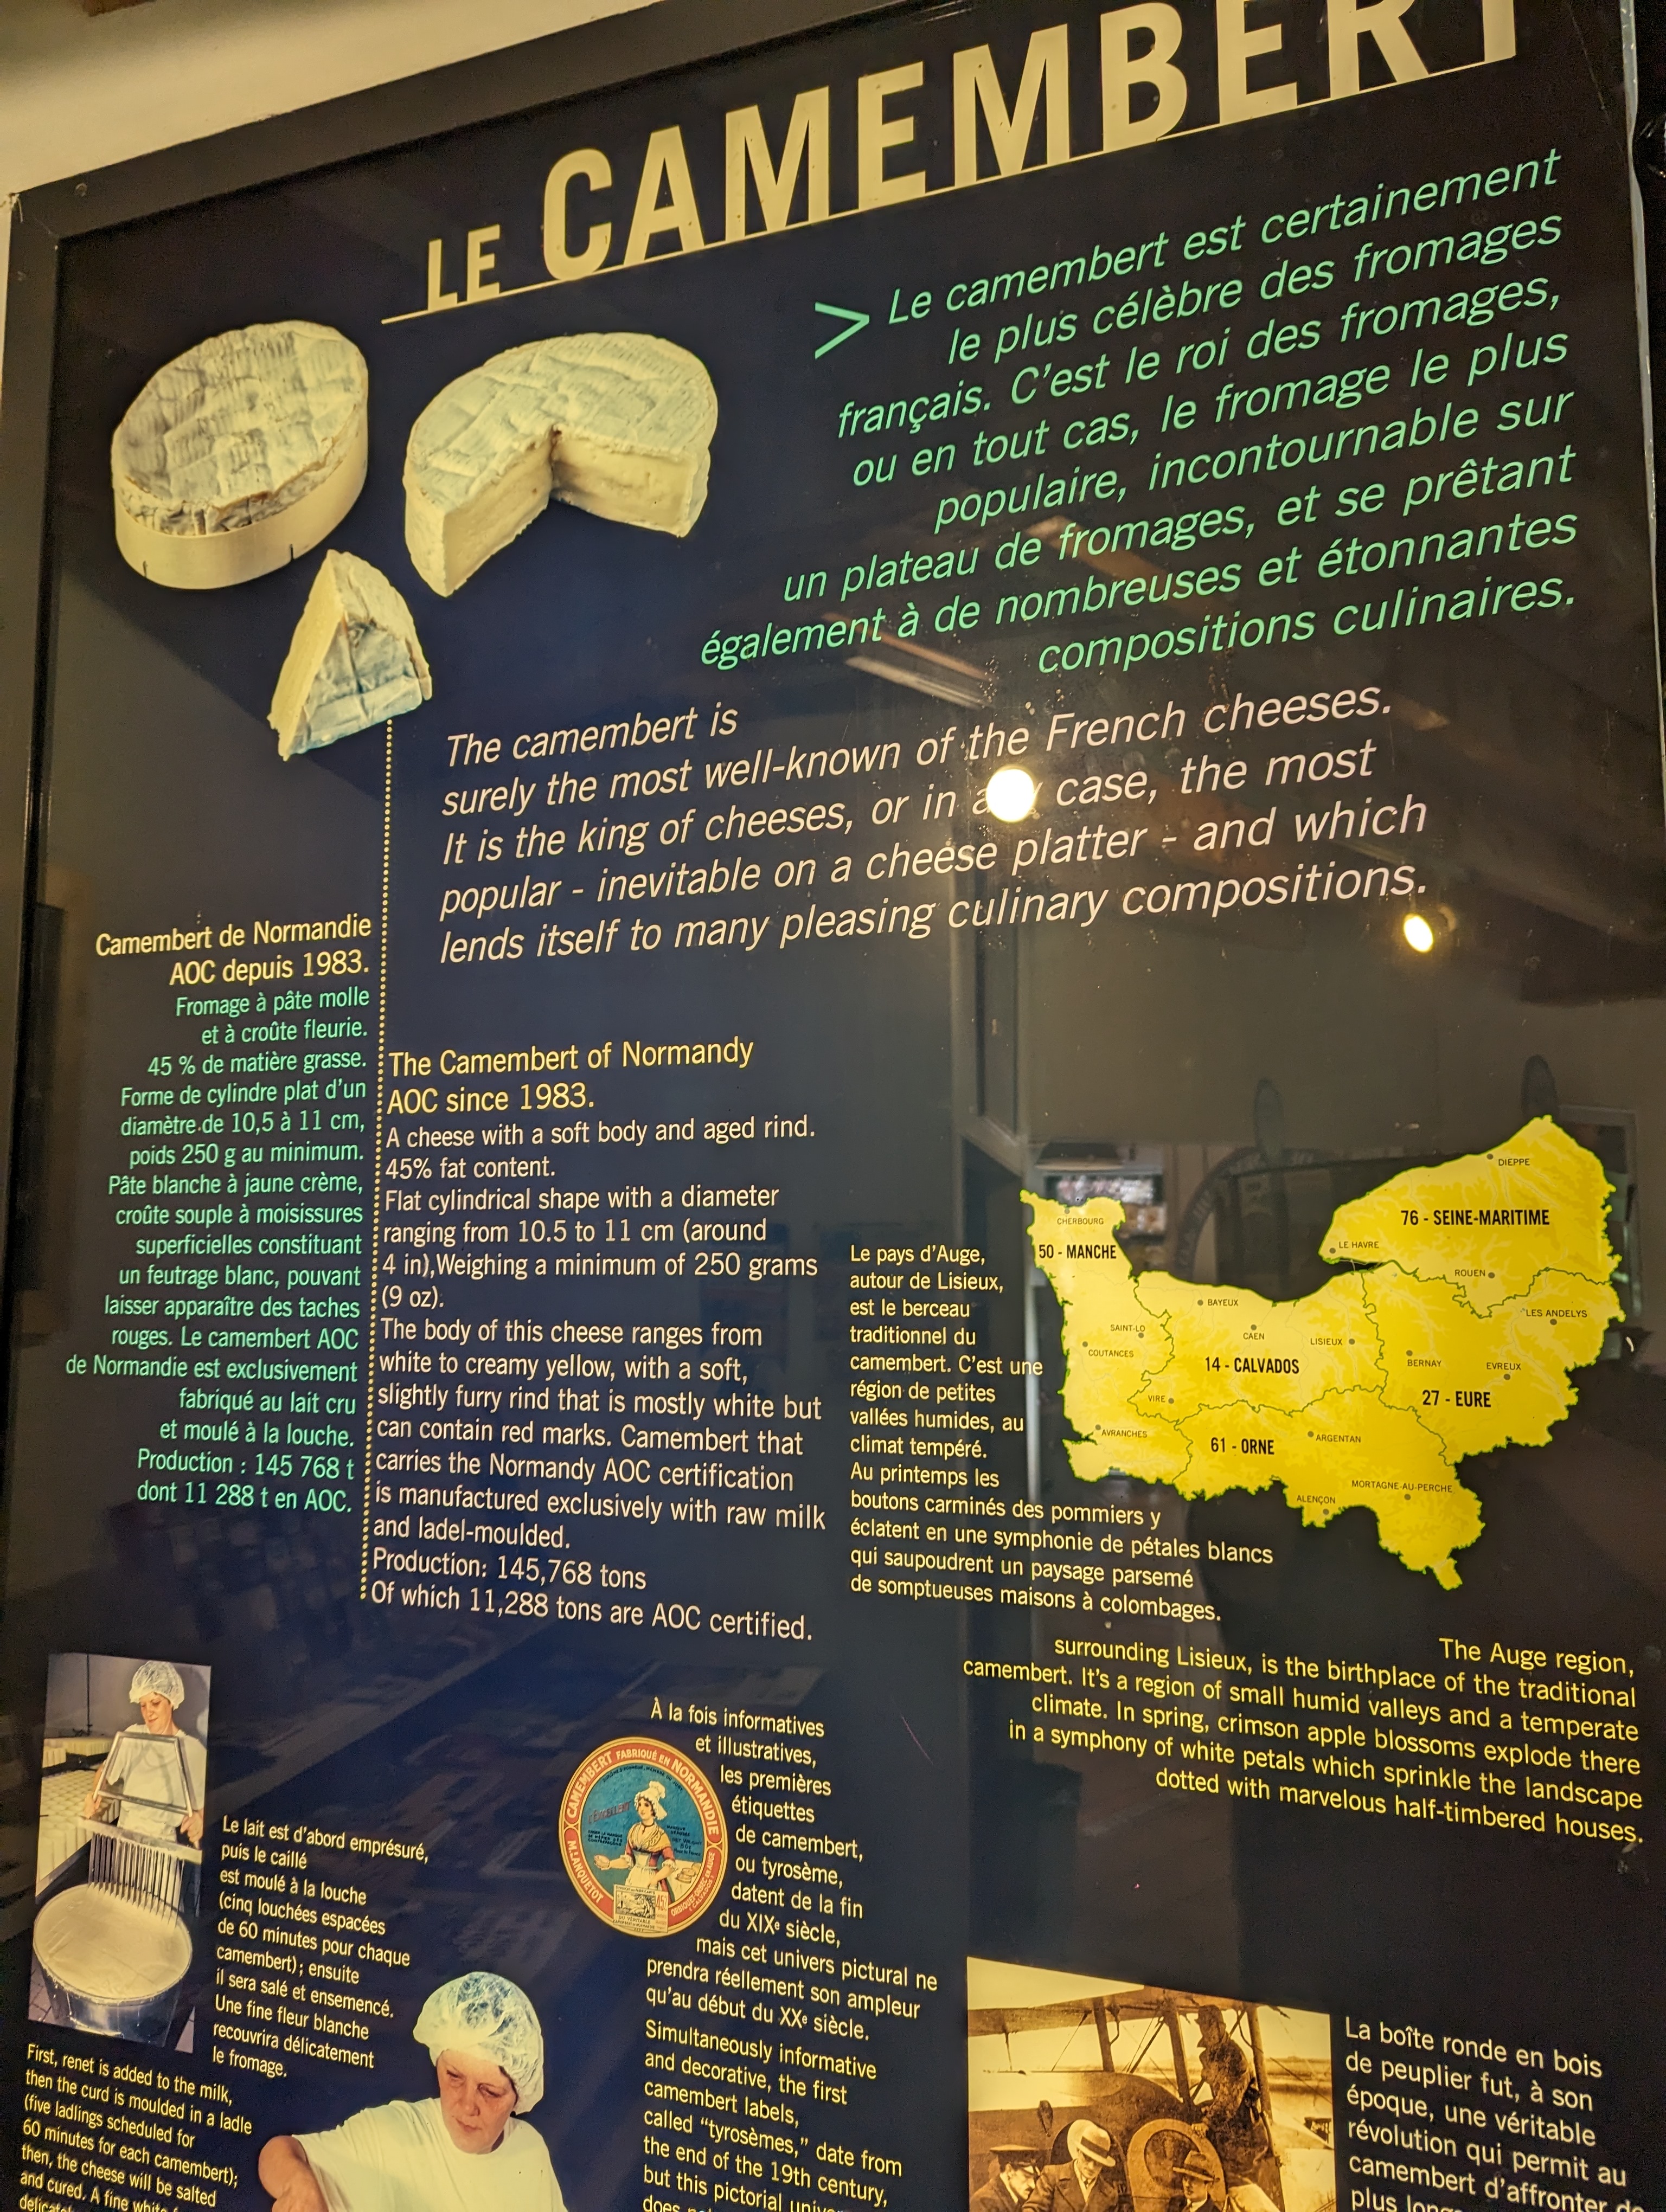 LE CAMEMBERT
> Le camembert est certainement
le plus célèbre des fromages
français. C'est le roi des fromages,
ou en tout cas, le fromage le plus
populaire, incontournable sur
un plateau de fromages, et se prêtant
également à de nombreuses et étonnantes
compositions culinaires.
The camembert is
surely the most well-known of the French cheeses.
It is the king of cheeses, or in case, the most
popular - inevitable on a cheese platter - and which
lends itself to many pleasing culinary compositions.
Camembert de Normandie
AOC depuis 1983.
Fromage à pâte molle
et à croûte fleurie.
45 % de matière grasse.
Forme de cylindre plat d'un
diamètre de 10,5 à 11 cm,
poids 250 g au minimum.
Pâte blanche à jaune crème,
croûte souple à moisissures
superficielles constituant
un feutrage blanc, pouvant
laisser apparaître des taches
rouges. Le camembert AOC
de Normandie est exclusivement
fabriqué au lait cru
et moulé à la louche.
Production : 145 768 t
dont 11 288 t en AOC.
The Camembert of Normandy
AOC since 1983.
A cheese with a soft body and aged rind.
45% fat content.
Flat cylindrical shape with a diameter
ranging from 10.5 to 11 cm (around
4 in),Weighing a minimum of 250 grams
(9 oz).
The body of this cheese ranges from
white to creamy yellow, with a soft,
slightly furry rind that is mostly white but
can contain red marks. Camembert that
carries the Normandy AOC certification
is manufactured exclusively with raw milk
and ladel-moulded.
Production: 145,768 tons
Of which 11,288 tons are AOC certified.
Le pays d'Auge,
autour de Lisieux,
est le berceau
traditionnel du
camembert. C'est une
région de petites
vallées humides, au
climat tempéré.
Au printemps les
boutons carminés des pommiers y
éclatent en une symphonie de pétales blancs
qui saupoudrent un paysage parsemé
de somptueuses maisons à colombages.
DIEPPE
76 - SEINE-MARITIME
CHERBOURG
50 - MANCHE
LE HAVRE
ROUEN
LES ANDELYS
BAYEUX
SAINT-LO
CAEN
LISIEUX
COUTANCES
14 - CALVADOS
BERNAY
EVREUX
27 - EURE
VIRE
AVRANCHES
61 - ORNE
ARGENTAN
MORTAGNE-AU-PERCHE
ALENÇON
The Auge region,
surrounding Lisieux, is the birthplace of the traditional
camembert. It's a region of small humid valleys and a temperate
climate. In spring, crimson apple blossoms explode there
in a symphony of white petals which sprinkle the landscape
dotted with marvelous half-timbered houses.
Le lait est d'abord emprésuré,
puis le caillé
est moulé à la louche
(cinq louchées espacées
de 60 minutes pour chaque
camembert) ; ensuite
il sera salé et ensemencé.
Une fine fleur blanche
recouvrira délicatement
le fromage.
First, renet is added to the milk,
then the curd is moulded in a ladle
(five ladlings scheduled for
60 minutes for each camembert);
then, the cheese will be salted
and cured. A fine
CAMEMBERT FABRIQUÉ EN NORMANDIE
M. LANQUETOT
À la fois informatives
et illustratives,
les premières
étiquettes
de camembert,
ou tyrosème,
datent de la fin
du XIXe siècle,
mais cet univers pictural ne
prendra réellement son ampleur
qu'au début du XXe siècle.
Simultaneously informative
and decorative, the first
camembert labels,
called "tyrosèmes," date from
the end of the 19th century,
but this pictorial
La boîte ronde en bois
de peuplier fut, à son
époque, une véritable
révolution qui permit au
camembert d'affronter
plus